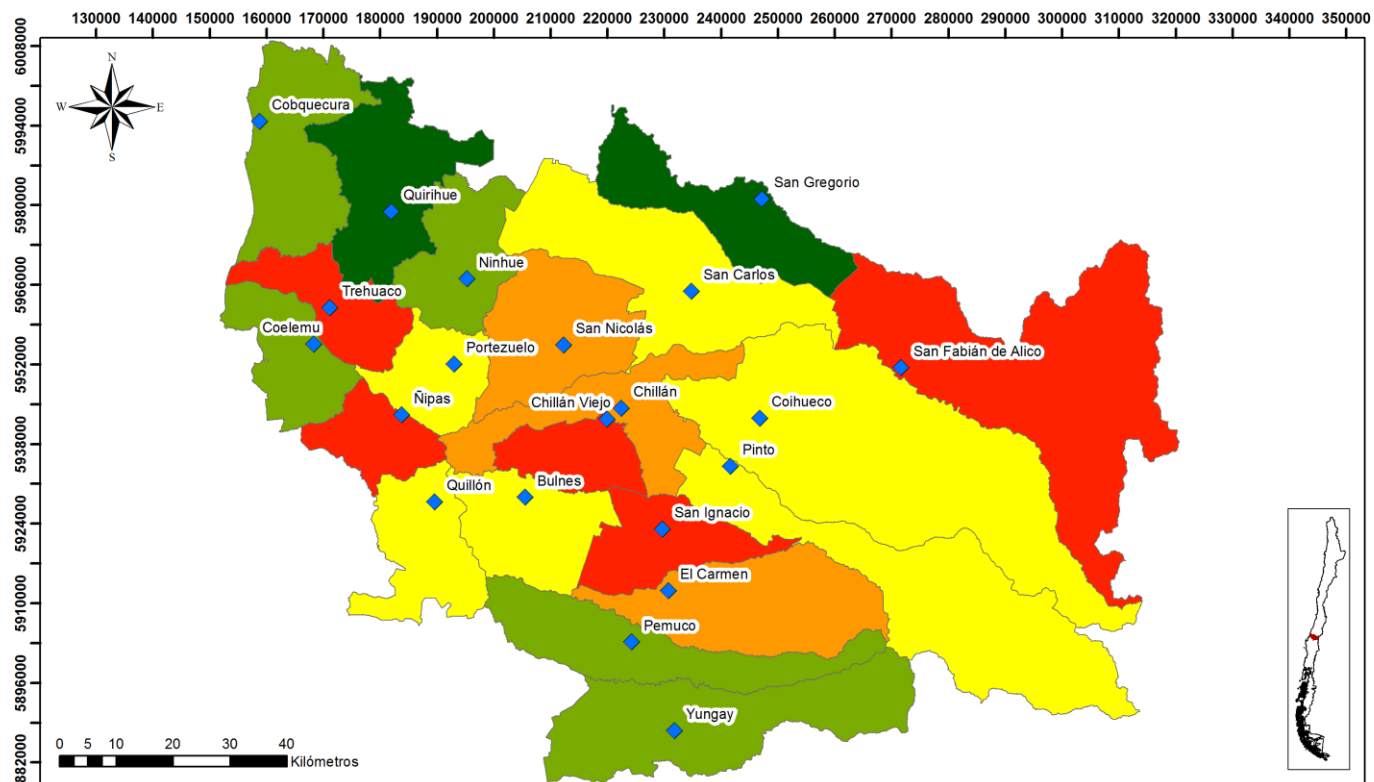 130000 140000 150000 160000 170000 180000 190000 200000 210000 220000 230000 240000 250000 260000 270000 280000 290000 300000 310000 320000 330000 340000 350000
6008000
5994000
5980000
5966000
5952000
5938000
5924000
5910000
5896000
882000
N
W E
S
Cobquecura
San Gregorio
Quirihue
Ninhue
San Carlos
Trehuaco
Coelemu
San Nicolás
Portezuelo
San Fabián de Alico
Ñipas
Chillán Viejo
Chillán
Coihueco
Pinto
Quillón
Bulnes
San Ignacio
El Carmen
Pemuco
Yungay
0 5 10 20 30 40
Kilómetros